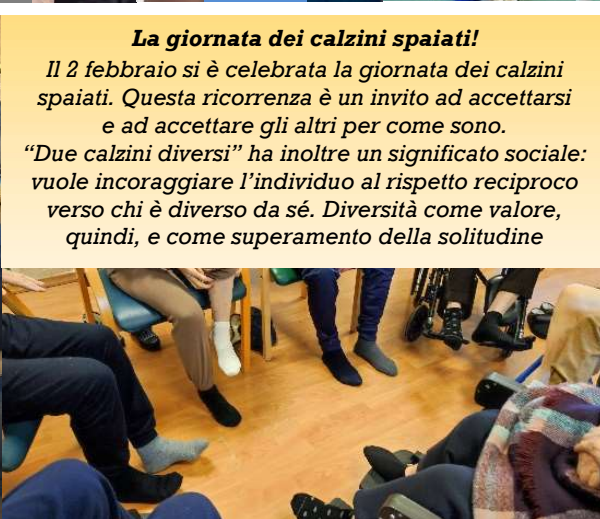 La giornata dei calzini spaiati!
Il 2 febbraio si è celebrata la giornata dei calzini
spaiati. Questa ricorrenza è un invito ad accettarsi
e ad accettare gli altri per come sono.
“Due calzini diversi” ha inoltre un significato sociale:
vuole incoraggiare l’individuo al rispetto reciproco
verso chi è diverso da sé. Diversità come valore,
quindi, e come superamento della solitudine